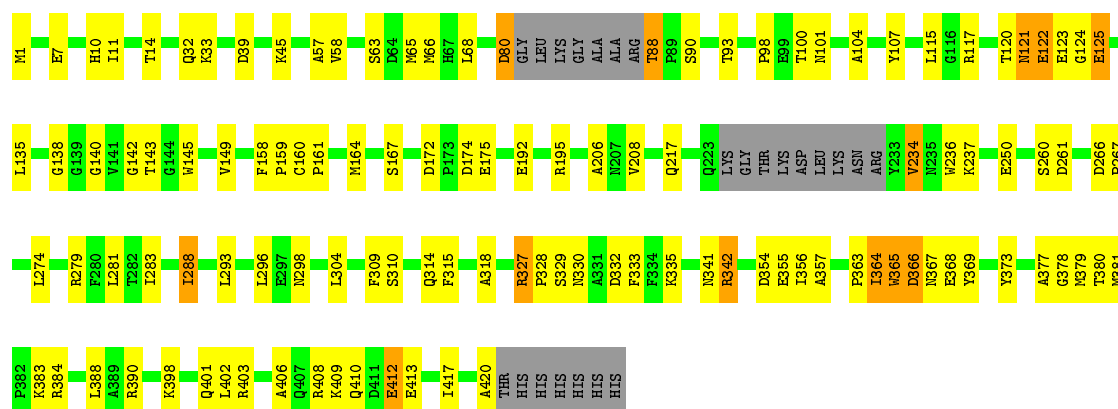 M1 E7 H10 I11 T14 Q32 K33 D39 K45 A57 V58 S63 D64 M65 M66 H67 L68 D80 GLY LEU LYS GLY ALA ALA ARG T88 P89 S90 T93 P98 E99 T100 N101 A104 Y107 L115 G116 R117 T120 N121 E122 E123 G124 E125
L135 G138 G139 G140 V141 G142 T143 G144 W145 V149 F158 P159 C160 P161 M164 S167 D172 P173 D174 E175 E192 R195 A206 N207 V208 Q217 Q223 LYS GLY THR LYS ASP LEU LYS ASN ARG Y233 V234 N235 W236 K237 E250 S260 D261 D266
L274 R279 F280 L281 T282 I283 I288 L293 L296 E297 N298 L304 F309 S310 Q314 F315 A318 R327 P328 S329 N330 A331 D332 F333 F334 K335 N341 R342 D354 E355 I356 A357 P363 I364 W365 D366 N367 E368 Y369 Y373 A377 G378 M379 T380
P382 K383 R384 L388 A389 R390 K398 Q401 L402 R403 A406 Q407 R408 K409 Q410 D411 E412 E413 I417 A420 THR HIS HIS HIS HIS HIS HIS